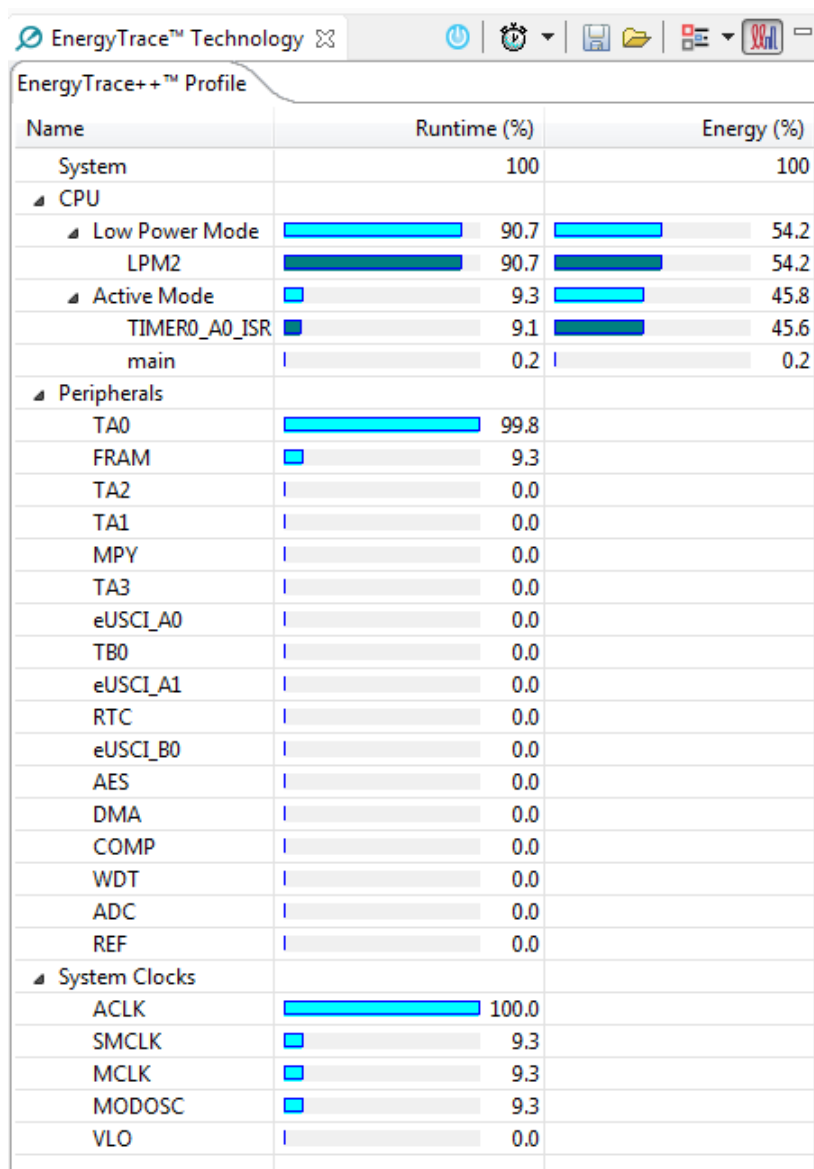 EnergyTrace™ Technology
EnergyTrace++™ Profile
Name Runtime (%) Energy (%)
System 100 100
CPU
Low Power Mode 90.7 54.2
LPM2 90.7 54.2
Active Mode 9.3 45.8
TIMER0_A0_ISR 9.1 45.6
main 0.2 0.2
Peripherals
TA0 99.8
FRAM 9.3
TA2 0.0
TA1 0.0
MPY 0.0
TA3 0.0
eUSCI_A0 0.0
TB0 0.0
eUSCI_A1 0.0
RTC 0.0
eUSCI_B0 0.0
AES 0.0
DMA 0.0
COMP 0.0
WDT 0.0
ADC 0.0
REF 0.0
System Clocks
ACLK 100.0
SMCLK 9.3
MCLK 9.3
MODOSC 9.3
VLO 0.0